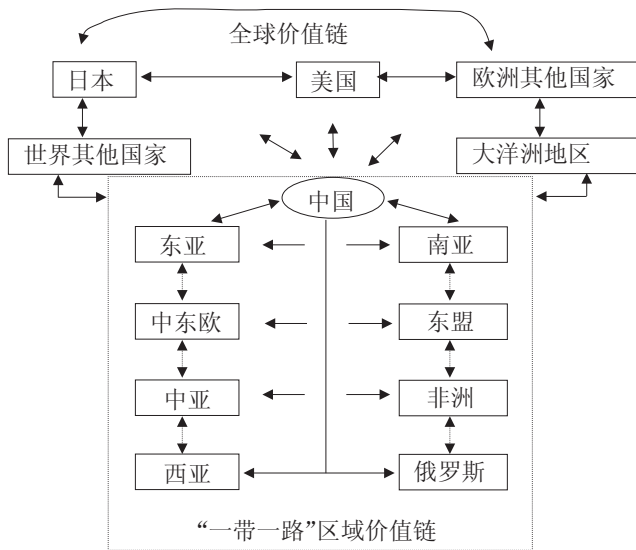 全球价值链
日本
美国
欧洲其他国家
世界其他国家
大洋洲地区
中国
东亚
南亚
中东欧
东盟
中亚
非洲
西亚
俄罗斯
“一带一路”区域价值链